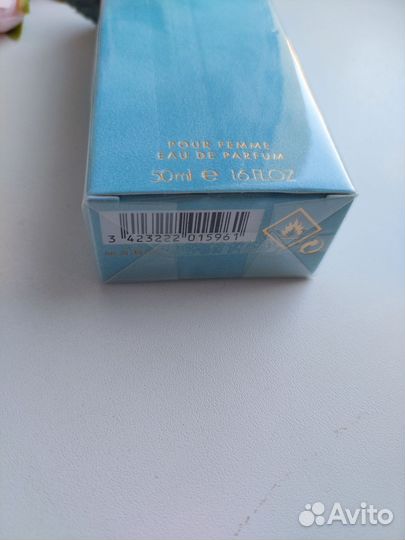 POUR FEMME
EAU DE PARFUM
50ml ℮ 1.6 FL.OZ
3 423222 015961
Avito